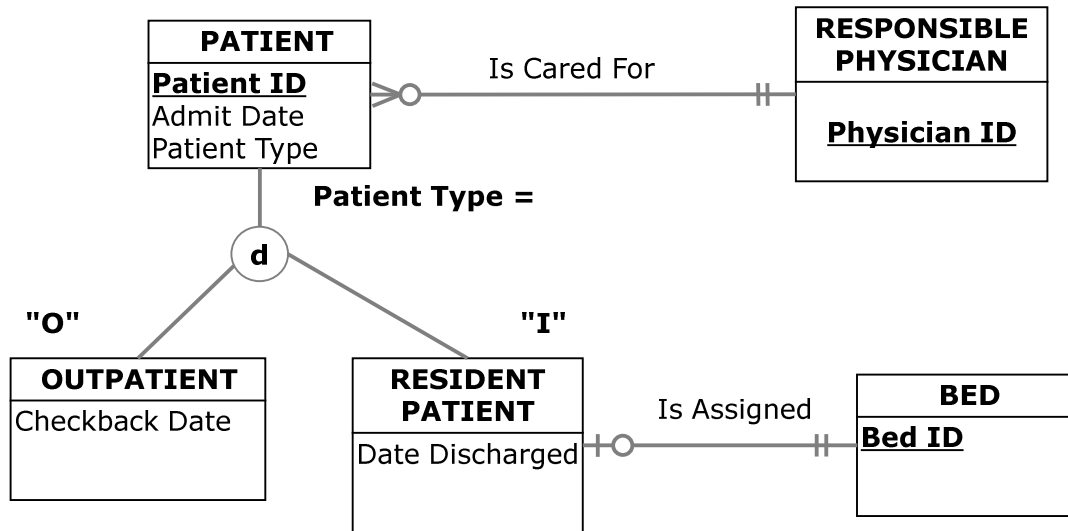 PATIENT
Patient ID
Admit Date
Patient Type
Is Cared For
RESPONSIBLE
PHYSICIAN
Physician ID
Patient Type =
d
"O"
"I"
OUTPATIENT
Checkback Date
RESIDENT
PATIENT
Date Discharged
Is Assigned
BED
Bed ID